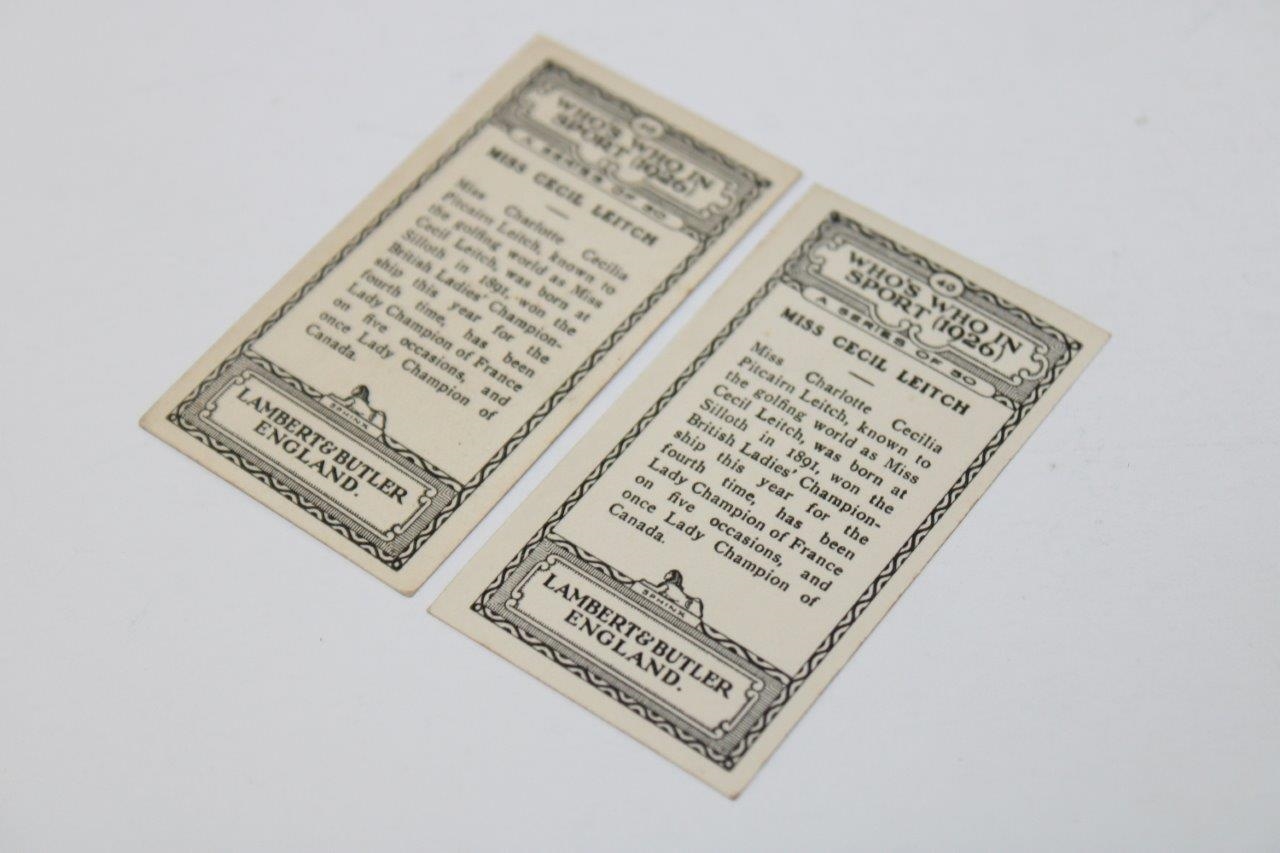 40
WHO'S WHO IN
SPORT (1926)
A SERIES OF 50
MISS CECIL LEITCH
Miss Charlotte Cecilia
Pitcairn Leitch, known to
the golfing world as Miss
Cecil Leitch, was born at
Silloth in 1891, won the
British Ladies' Champion-
ship this year for the
fourth time, has been
Lady Champion of France
on five occasions, and
once Lady Champion of
Canada.
SPHINX
LAMBERT & BUTLER
ENGLAND.
40
WHO'S WHO IN
SPORT (1926)
A SERIES OF 50
MISS CECIL LEITCH
Miss Charlotte Cecilia
Pitcairn Leitch, known to
the golfing world as Miss
Cecil Leitch, was born at
Silloth in 1891, won the
British Ladies' Champion-
ship this year for the
fourth time, has been
Lady Champion of France
on five occasions, and
once Lady Champion of
Canada.
SPHINX
LAMBERT & BUTLER
ENGLAND.